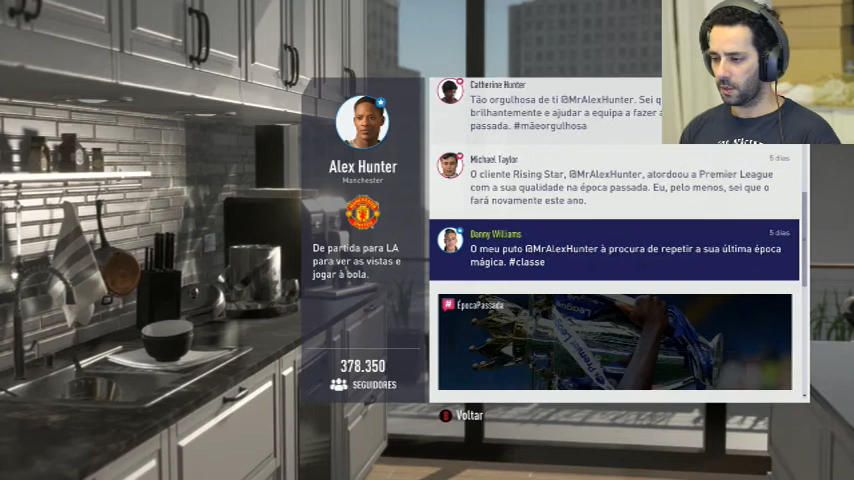 Catherine Hunter
Tão orgulhosa de ti @MrAlexHunter. Sei q
brilhantemente e ajudar a equipa a fazer
passada. #mãeorgulhosa
Alex Hunter
Manchester
De partida para LA
para ver as vistas e
jogar à bola.
378.350
SEGUIDORES
Michael Taylor
5 dias
O cliente Rising Star, @MrAlexHunter, atordoou a Premier League
com a sua qualidade na época passada. Eu, pelo menos, sei que o
fará novamente este ano.
Danny Williams
5 dias
O meu puto @MrAlexHunter à procura de repetir a sua última época
mágica. #classe
# ÉpocaPassada
Premier League
B Voltar